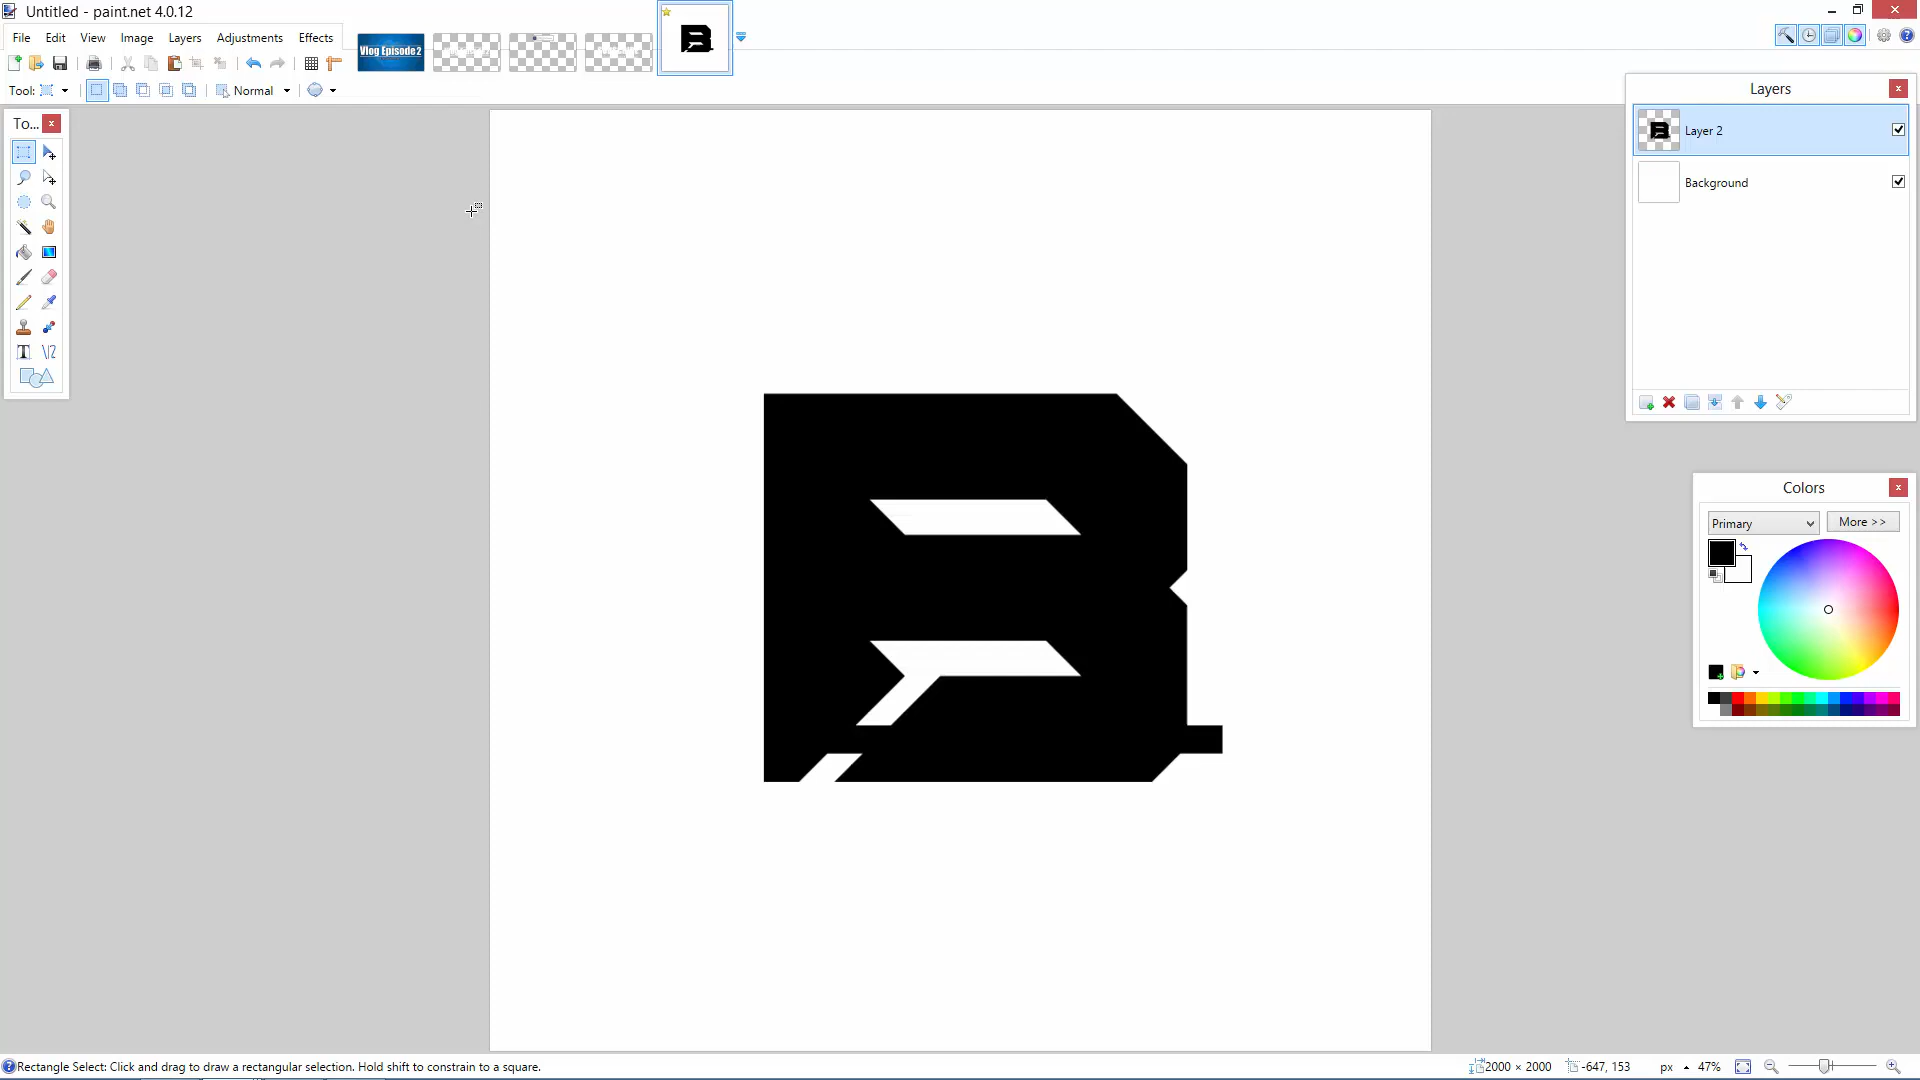 Untitled - paint.net 4.0.12
File Edit View Image Layers Adjustments Effects
Vlog Episode 2
Tool:
Normal
To...
Layers
Layer 2
Background
Colors
Primary
More >>
B
Rectangle Select: Click and drag to draw a rectangular selection. Hold shift to constrain to a square.
2000 × 2000
-647, 153
px
47%